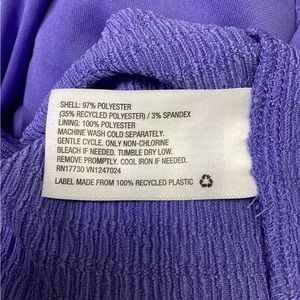 SHELL: 97% POLYESTER
(35% RECYCLED POLYESTER) / 3% SPANDEX
LINING: 100% POLYESTER
MACHINE WASH COLD SEPARATELY.
GENTLE CYCLE. ONLY NON-CHLORINE
BLEACH IF NEEDED. TUMBLE DRY LOW.
REMOVE PROMPTLY. COOL IRON IF NEEDED.
RN17730 VN1247024
LABEL MADE FROM 100% RECYCLED PLASTIC